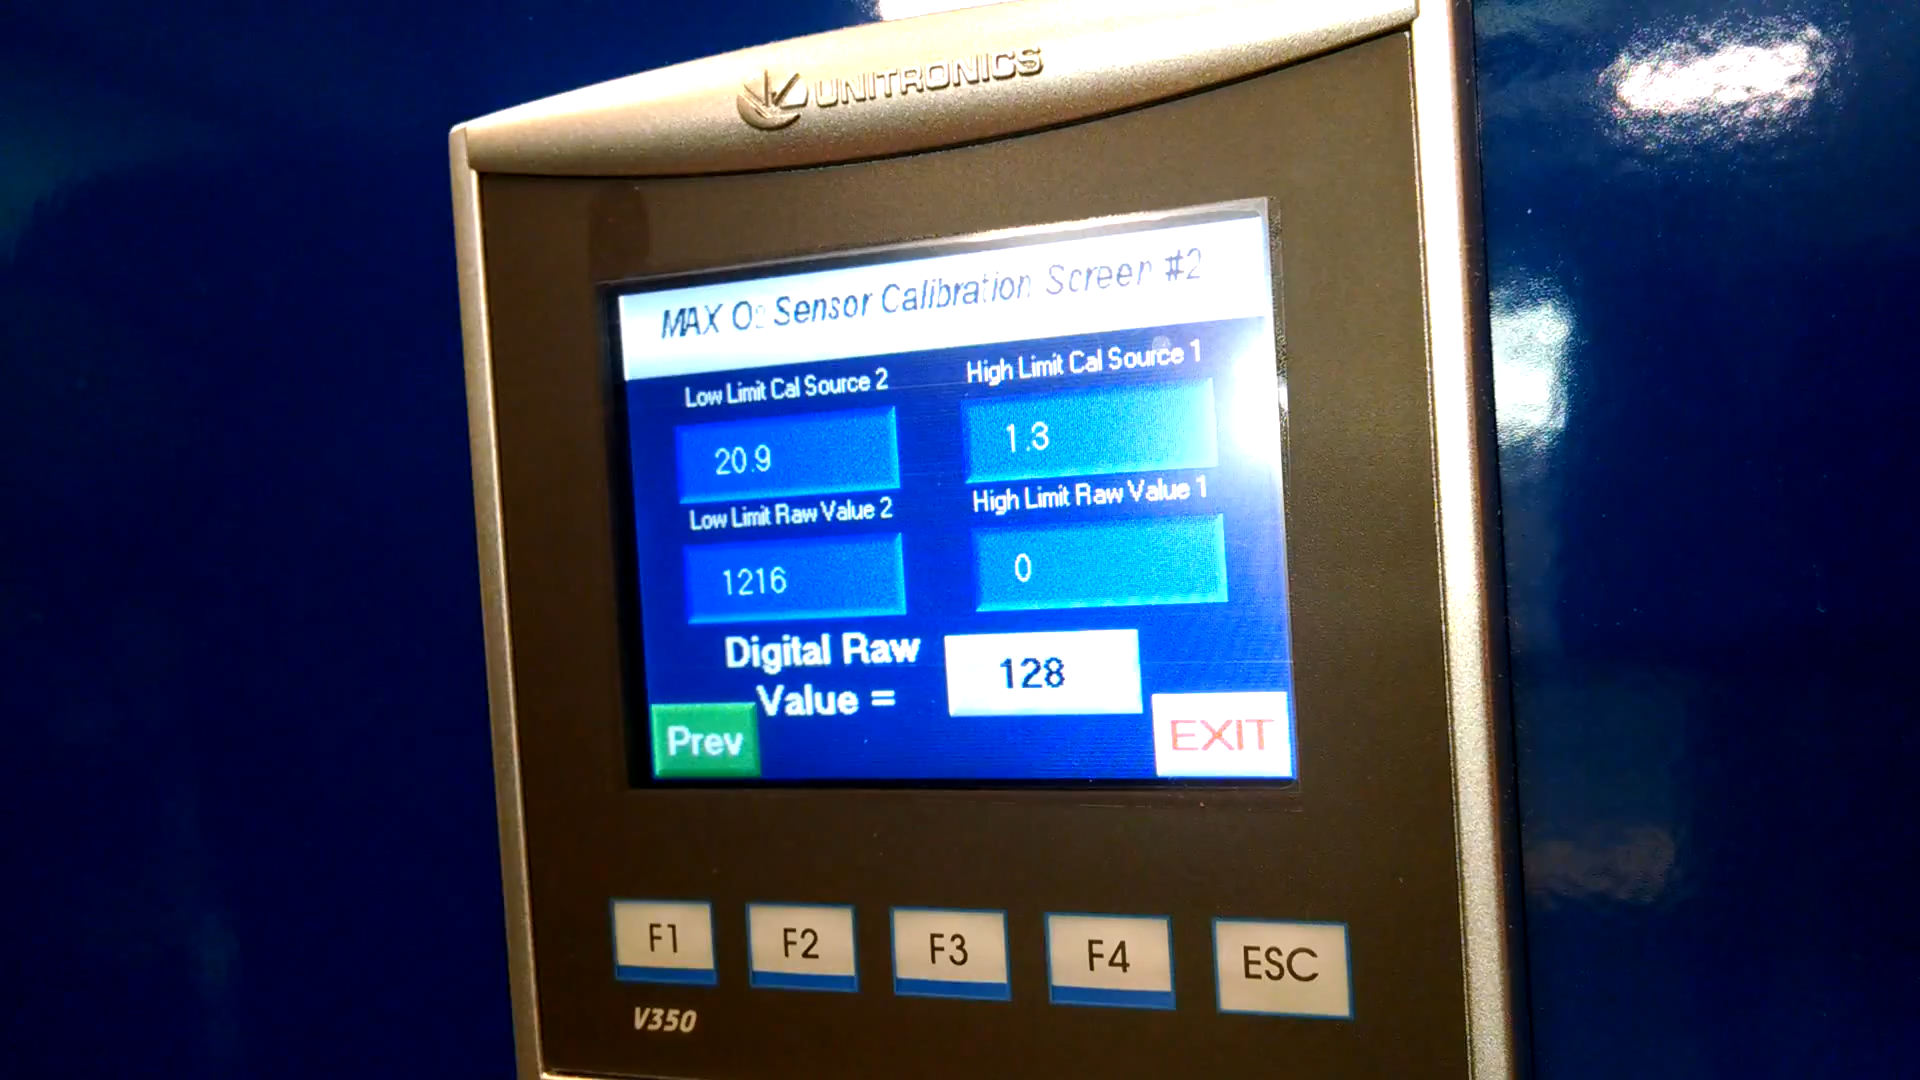 UNITRONICS
MAX O2 Sensor Calibration Screen #2
Low Limit Cal Source 2
High Limit Cal Source 1
20.9
1.3
Low Limit Raw Value 2
High Limit Raw Value 1
1216
0
Digital Raw
Value =
128
Prev
EXIT
F1
F2
F3
F4
ESC
V350